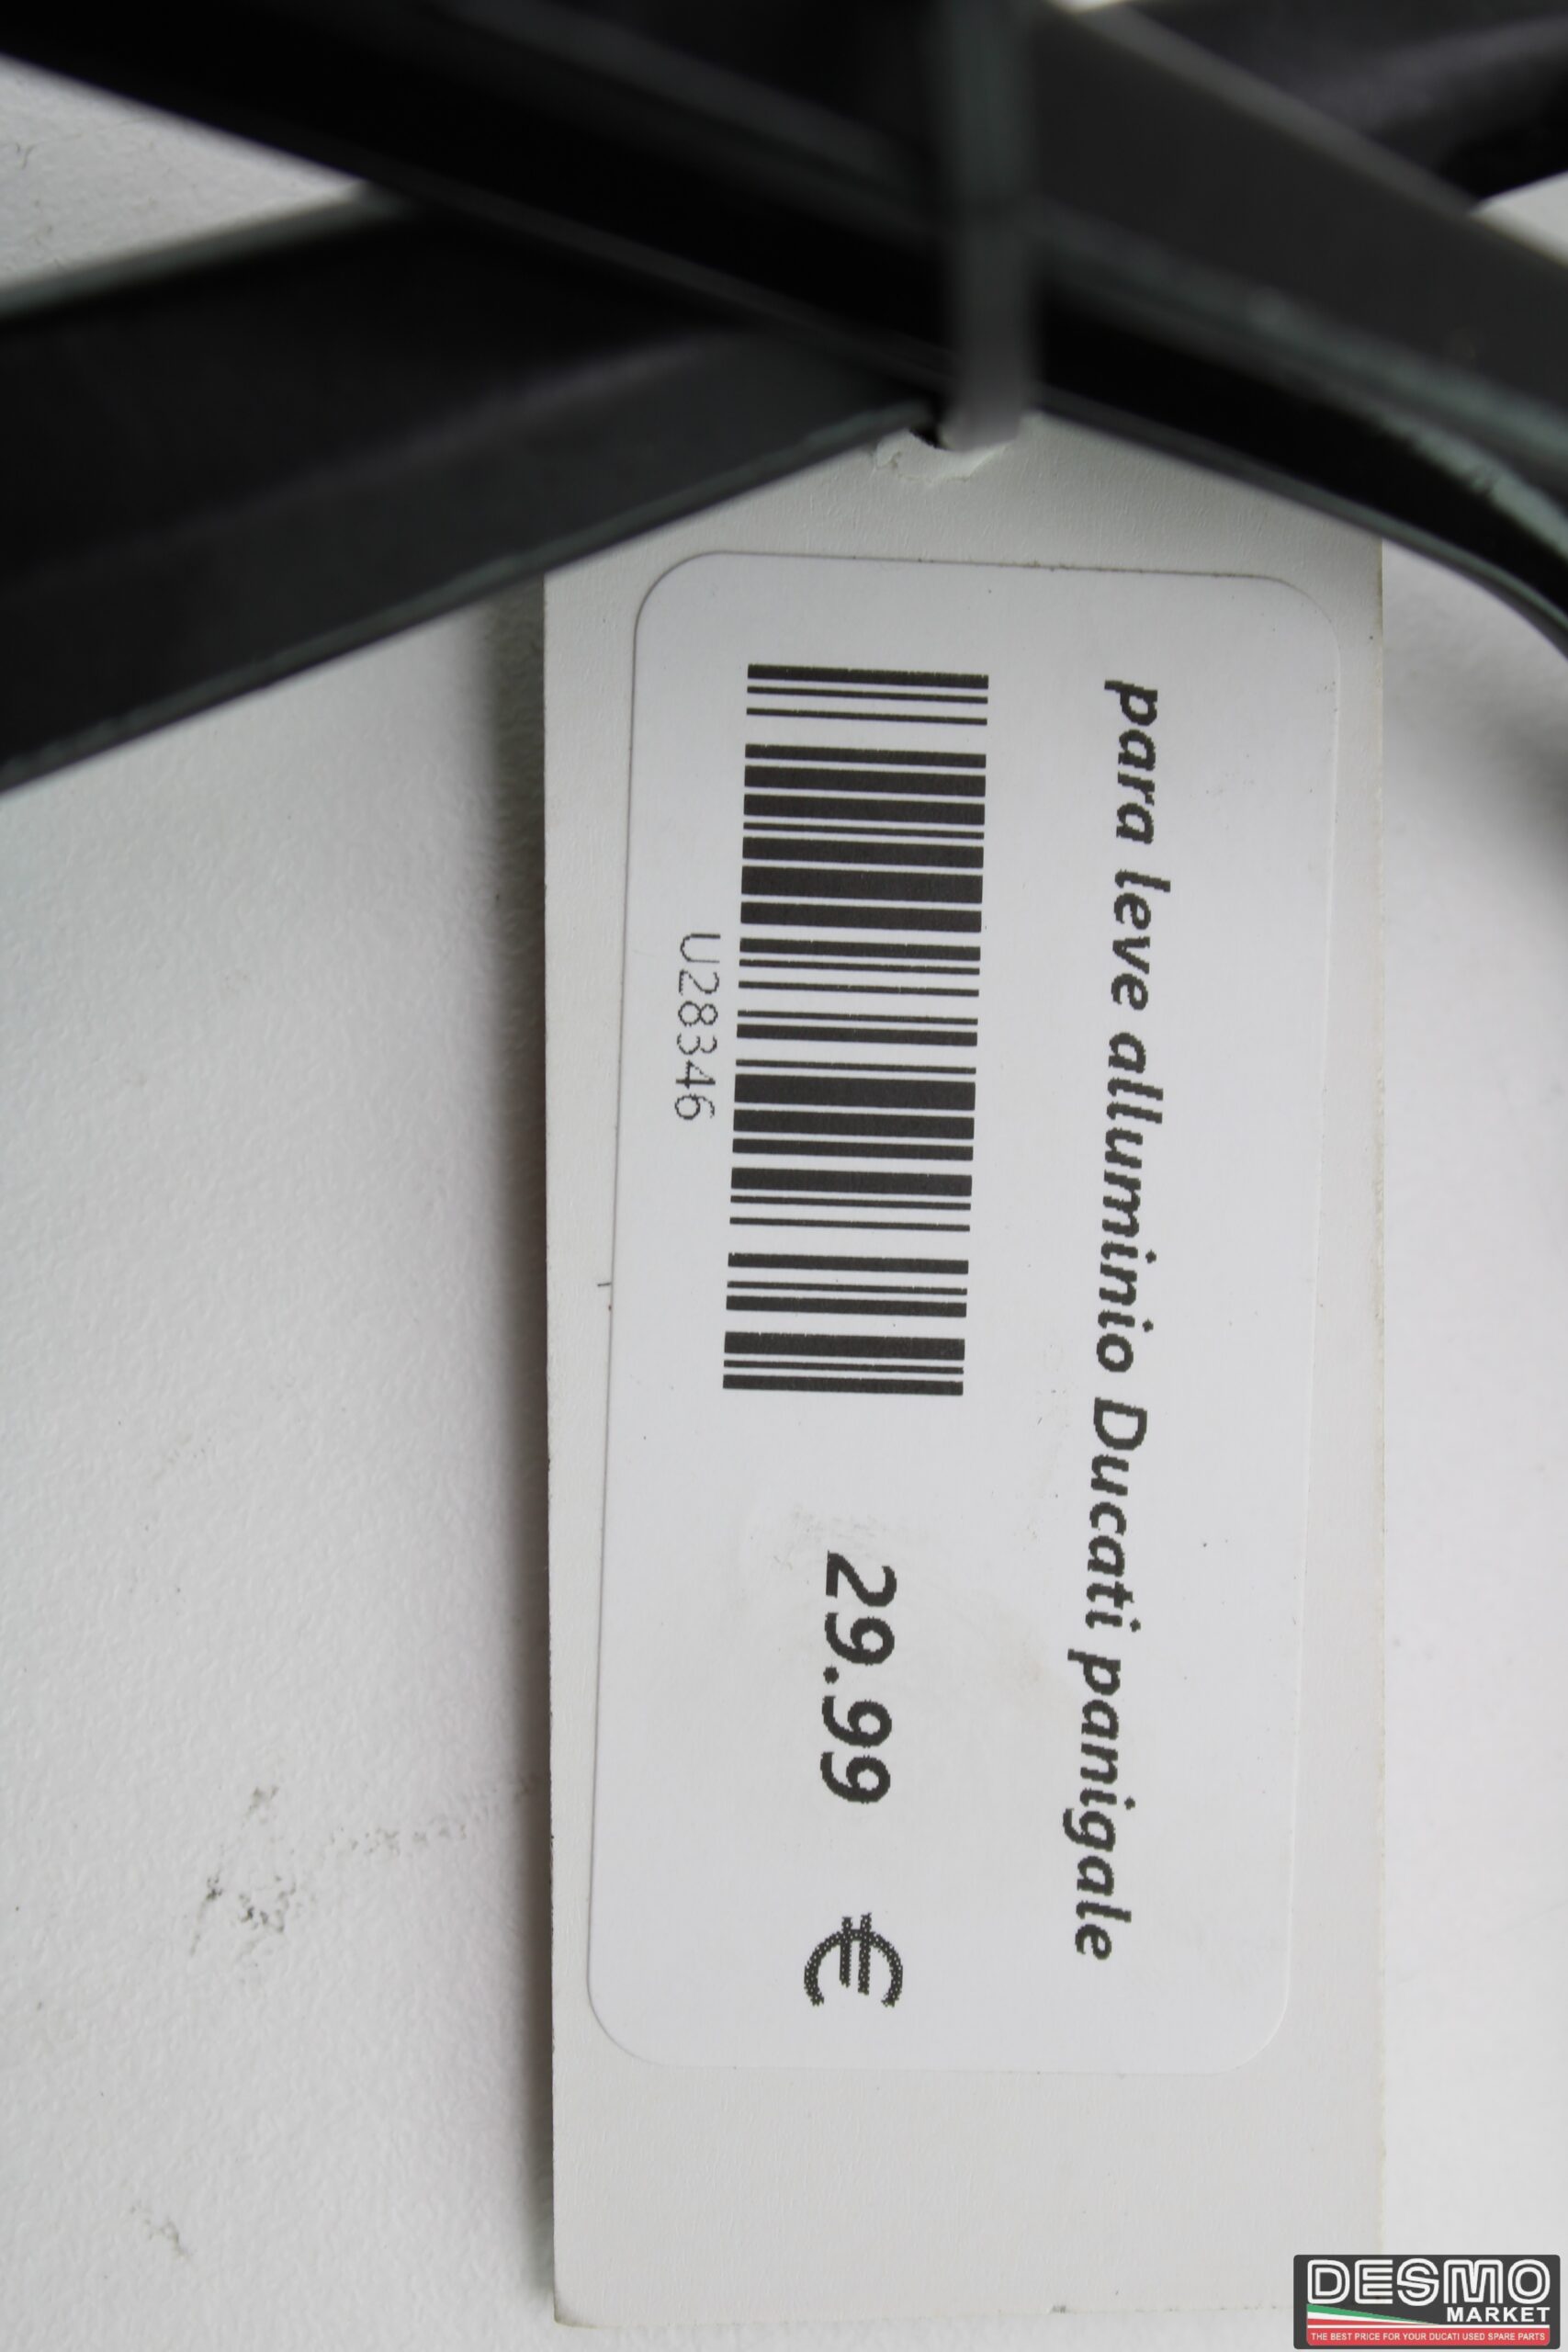 para leve alluminio Ducati panigale
U28346
29.99 €
DESMO
MARKET
THE BEST PRICE FOR YOUR DUCATI USED SPARE PARTS